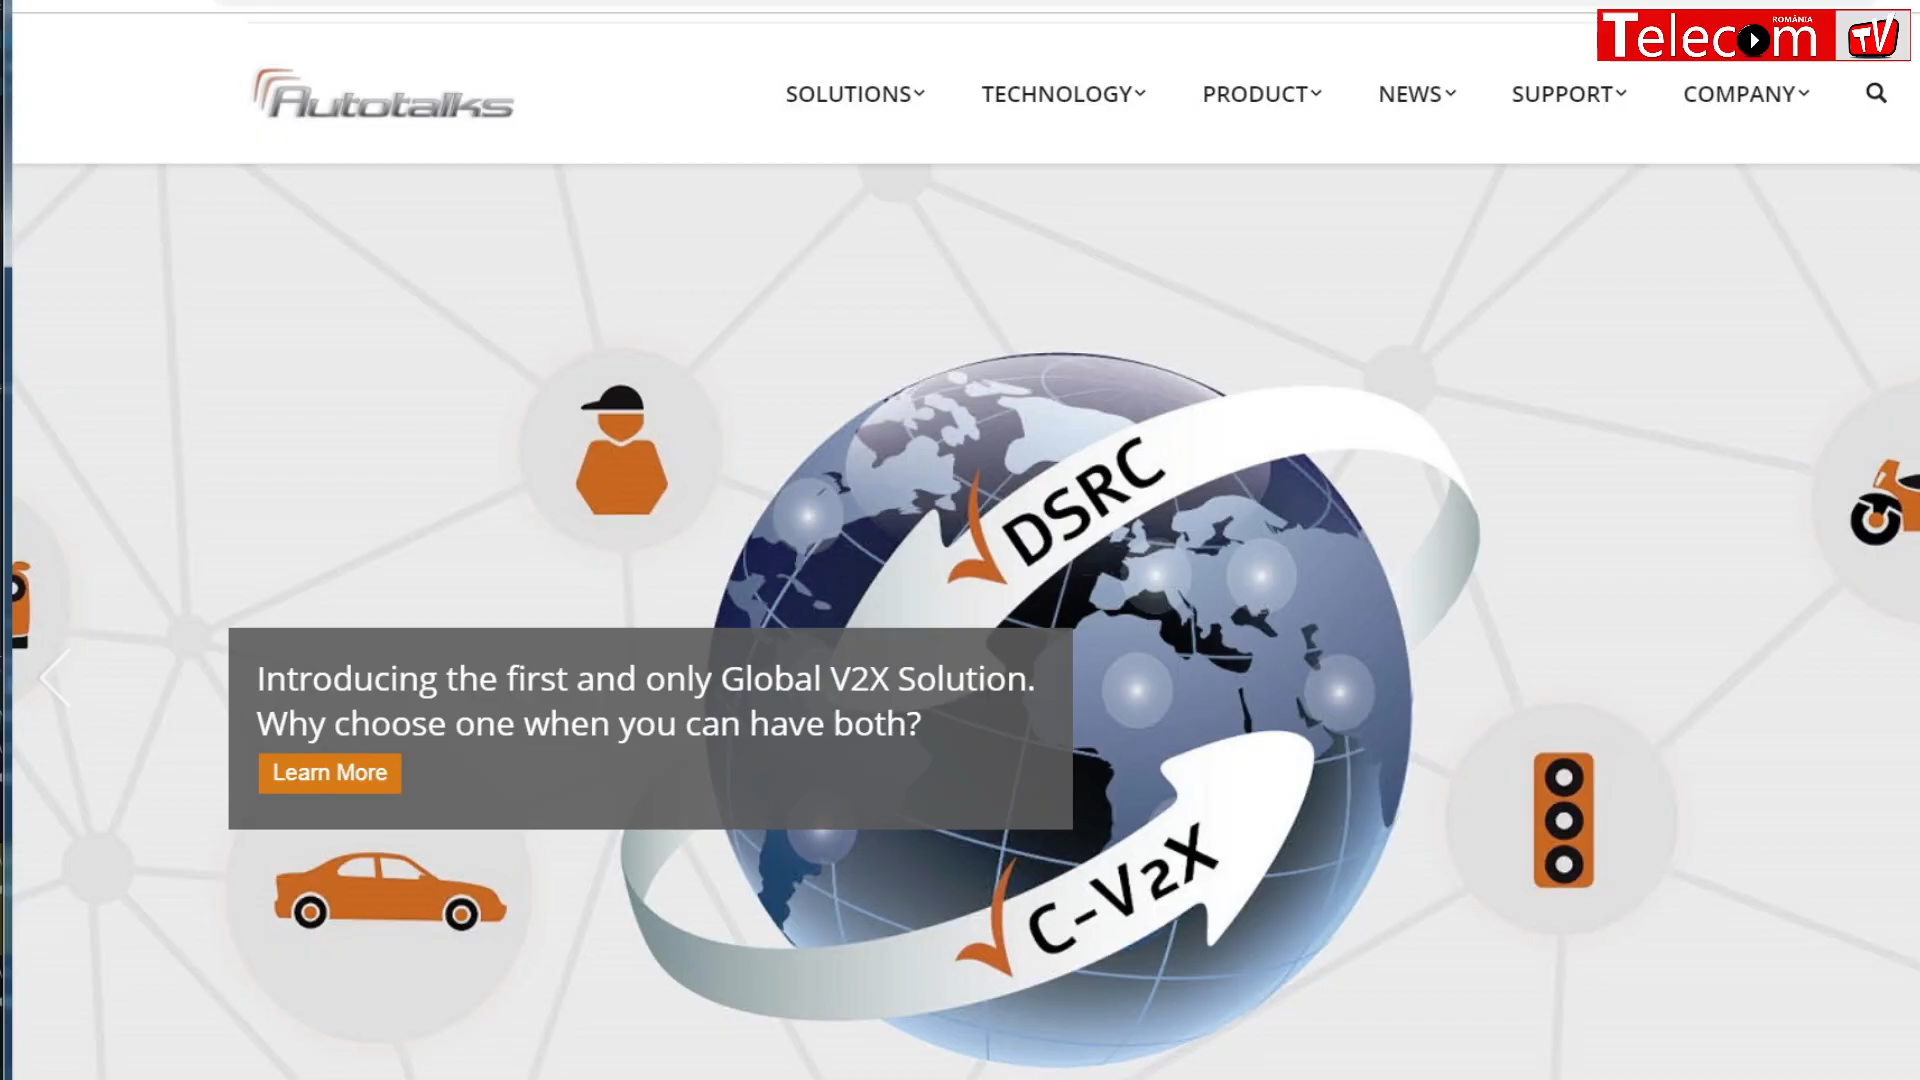 Telecom ROMÂNIA TV
Autotalks
SOLUTIONS TECHNOLOGY PRODUCT NEWS SUPPORT COMPANY
DSRC
Introducing the first and only Global V2X Solution.
Why choose one when you can have both?
Learn More
C-V2X